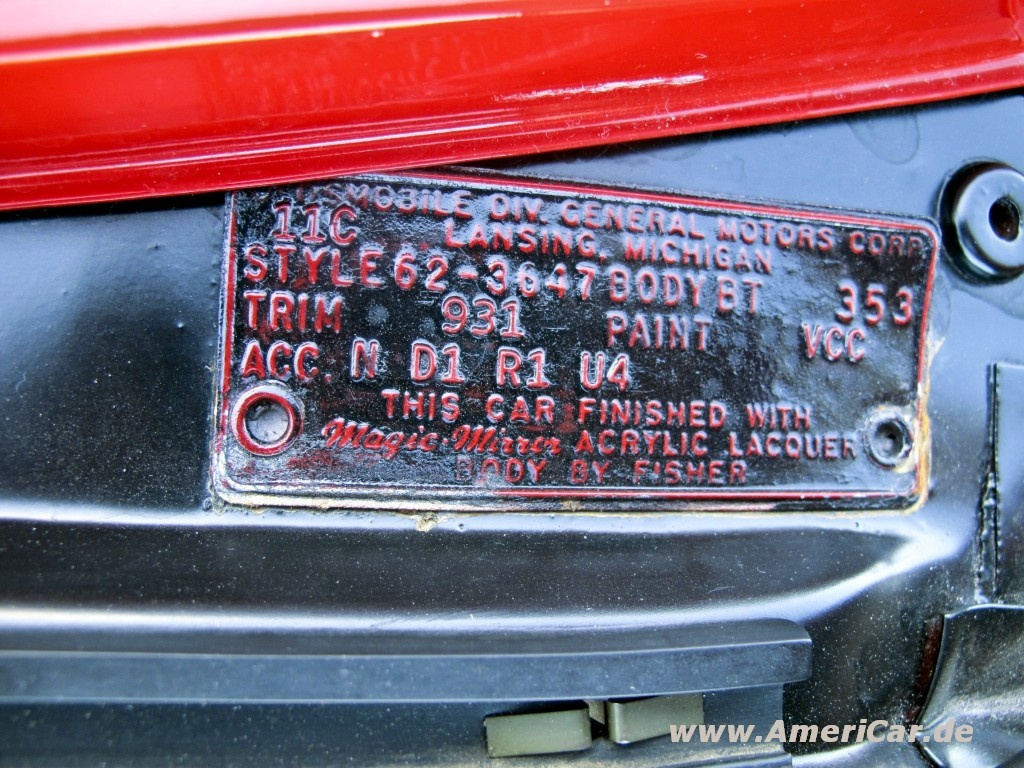 LSMOBILE DIV. GENERAL MOTORS CORP.
11C LANSING, MICHIGAN
STYLE 62-3647 BODY BT 353
TRIM 931 PAINT VCC
ACC. N D1 R1 U4
THIS CAR FINISHED WITH
Magic-Mirror ACRYLIC LACQUER
BODY BY FISHER
www.AmeriCar.de